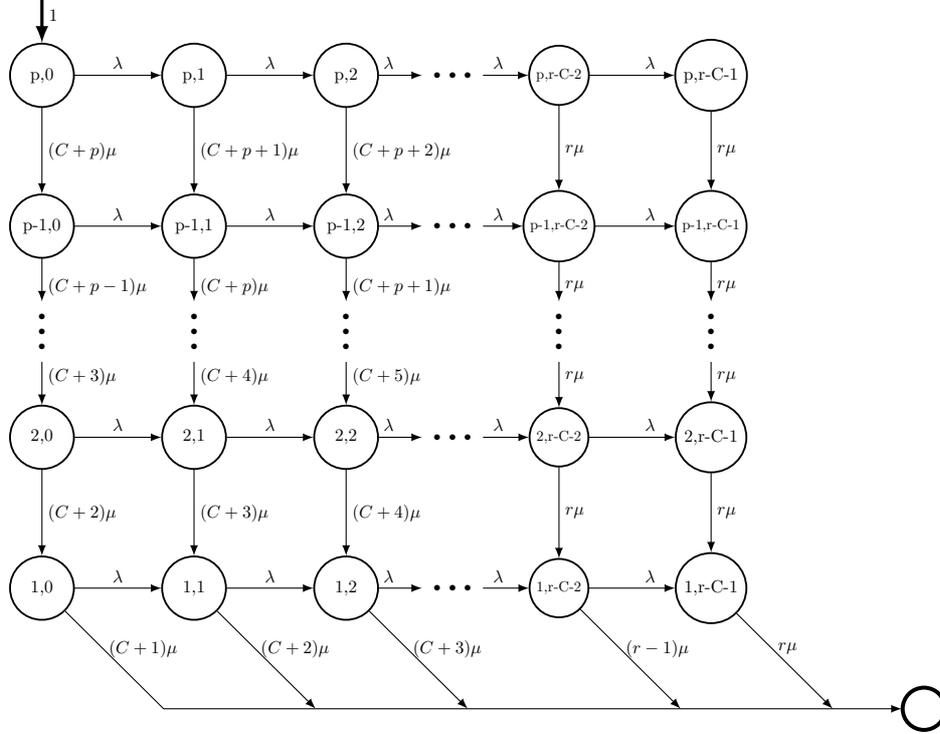 1
λ λ λ λ λ
p,0 p,1 p,2 p,r-C-2 p,r-C-1
(C + p)μ (C + p + 1)μ (C + p + 2)μ rμ rμ
λ λ λ λ λ
p-1,0 p-1,1 p-1,2 p-1,r-C-2 p-1,r-C-1
(C + p − 1)μ (C + p)μ (C + p + 1)μ rμ rμ
(C + 3)μ (C + 4)μ (C + 5)μ rμ rμ
λ λ λ λ λ
2,0 2,1 2,2 2,r-C-2 2,r-C-1
(C + 2)μ (C + 3)μ (C + 4)μ rμ rμ
λ λ λ λ λ
1,0 1,1 1,2 1,r-C-2 1,r-C-1
(C + 1)μ (C + 2)μ (C + 3)μ (r − 1)μ rμ